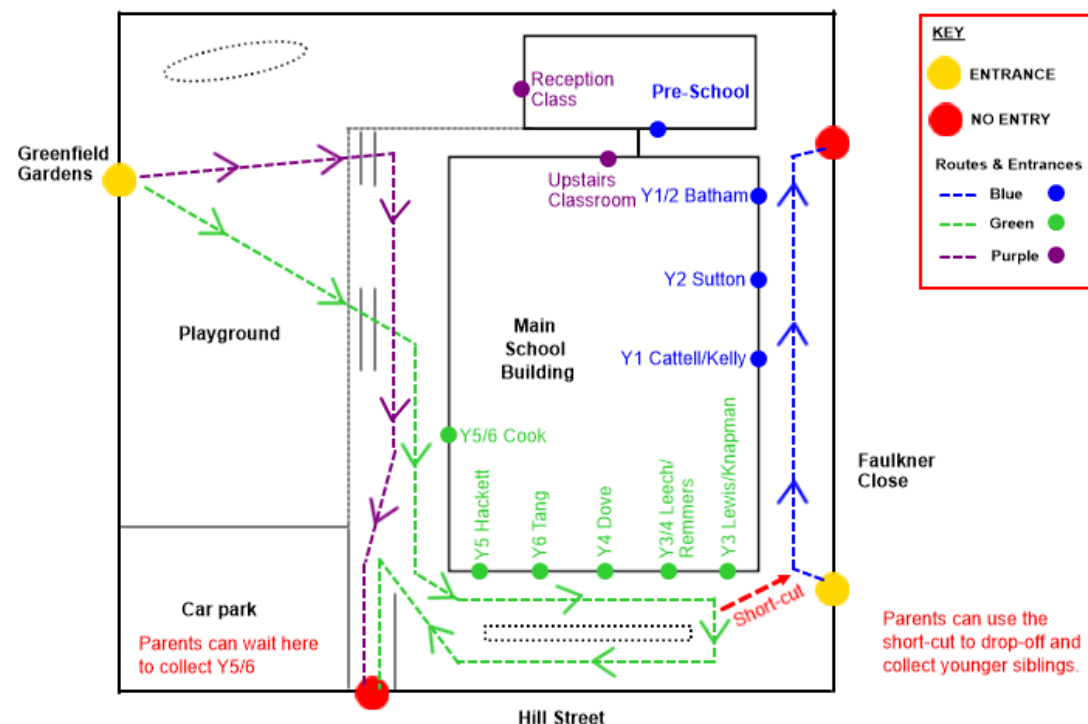 KEY
ENTRANCE
NO ENTRY
Routes & Entrances
Blue
Green
Purple
Reception
Class
Pre-School
Greenfield
Gardens
Upstairs
Classroom
Y1/2 Batham
Y2 Sutton
Playground
Main
School
Building
Y1 Cattell/Kelly
Y5/6 Cook
Faulkner
Close
Y5 Hackett
Y6 Tang
Y4 Dove
Y3/4 Leech/
Remmers
Y3 Lewis/Knapman
Short-cut
Car park
Parents can wait here
to collect Y5/6
Parents can use the
short-cut to drop-off and
collect younger siblings.
Hill Street